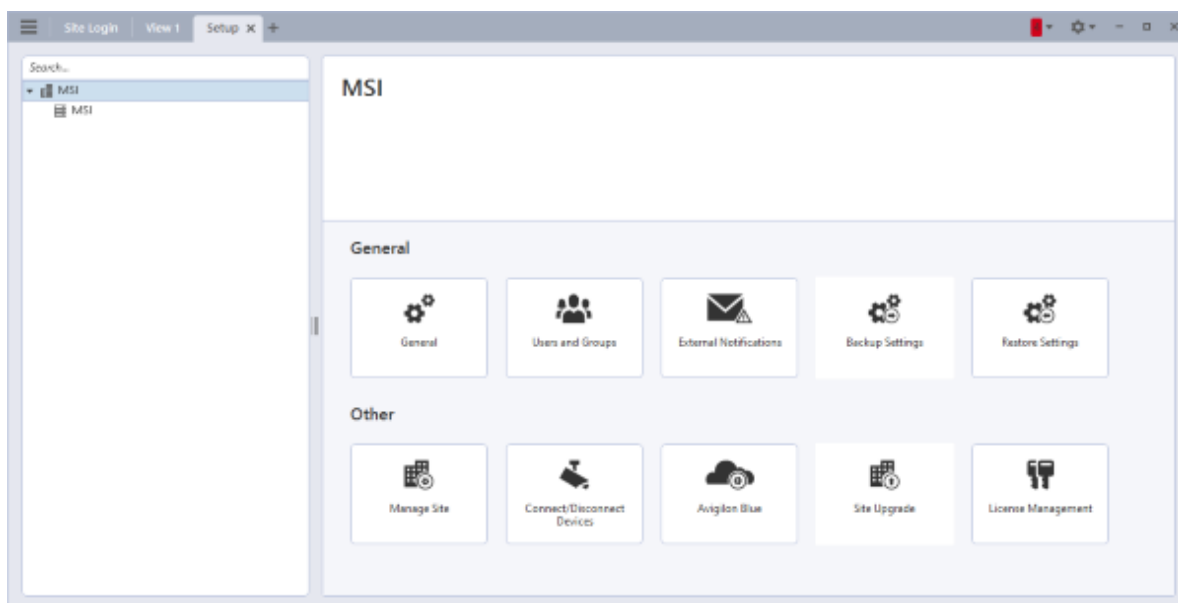 Site Login View 1 Setup
Search...
MSI
MSI
MSI
General
General Users and Groups External Notifications Backup Settings Restore Settings
Other
Manage Site Connect/Disconnect Avigilon Blue Site Upgrade License Management
Devices